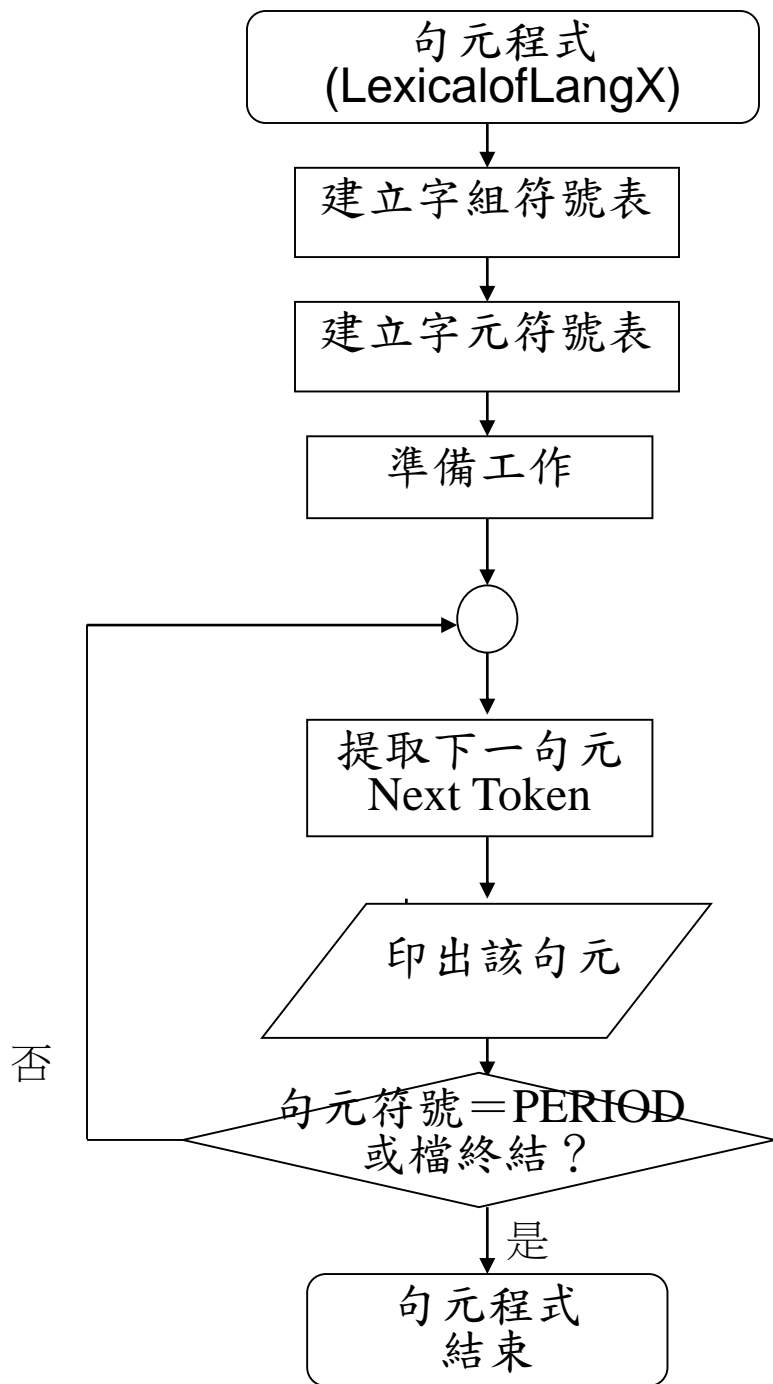 句元程式
(LexicalofLangX)
建立字組符號表
建立字元符號表
準備工作
提取下一句元
Next Token
印出該句元
否
句元符號＝PERIOD
或檔終結？
是
句元程式
結束